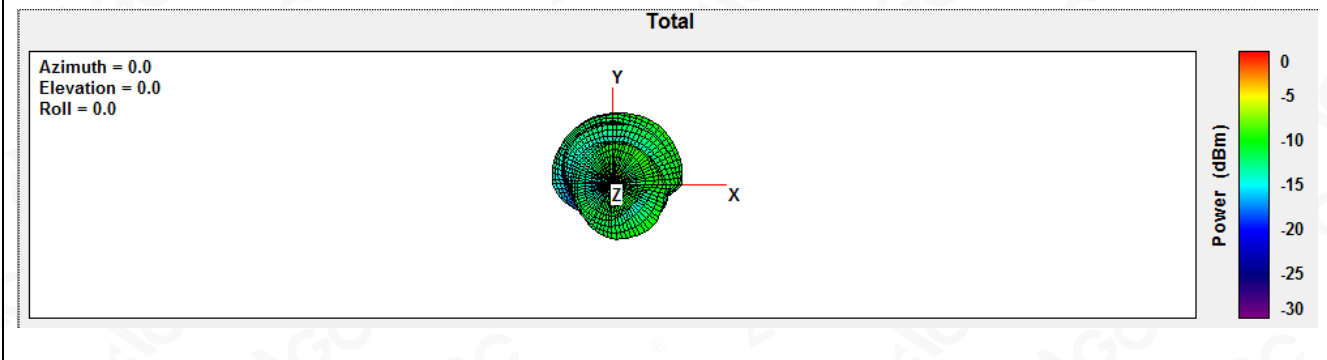 Total
Azimuth = 0.0
Elevation = 0.0
Roll = 0.0
Y
X
Z
Power (dBm)
0
-5
-10
-15
-20
-25
-30